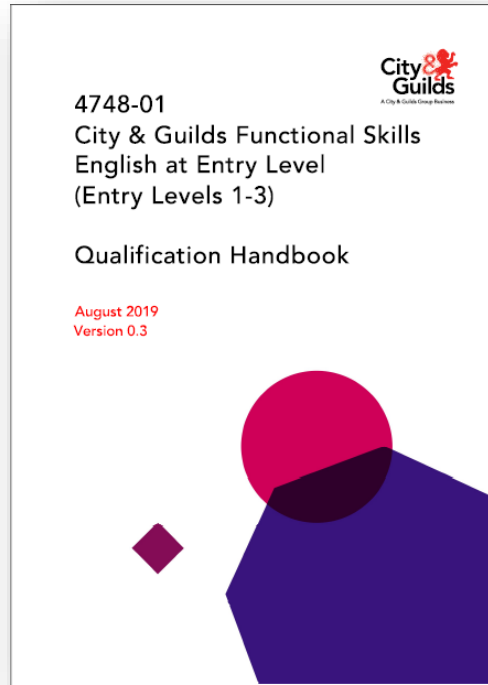 City&
Guilds
A City & Guilds Group Business
4748-01
City & Guilds Functional Skills
English at Entry Level
(Entry Levels 1-3)
Qualification Handbook
August 2019
Version 0.3